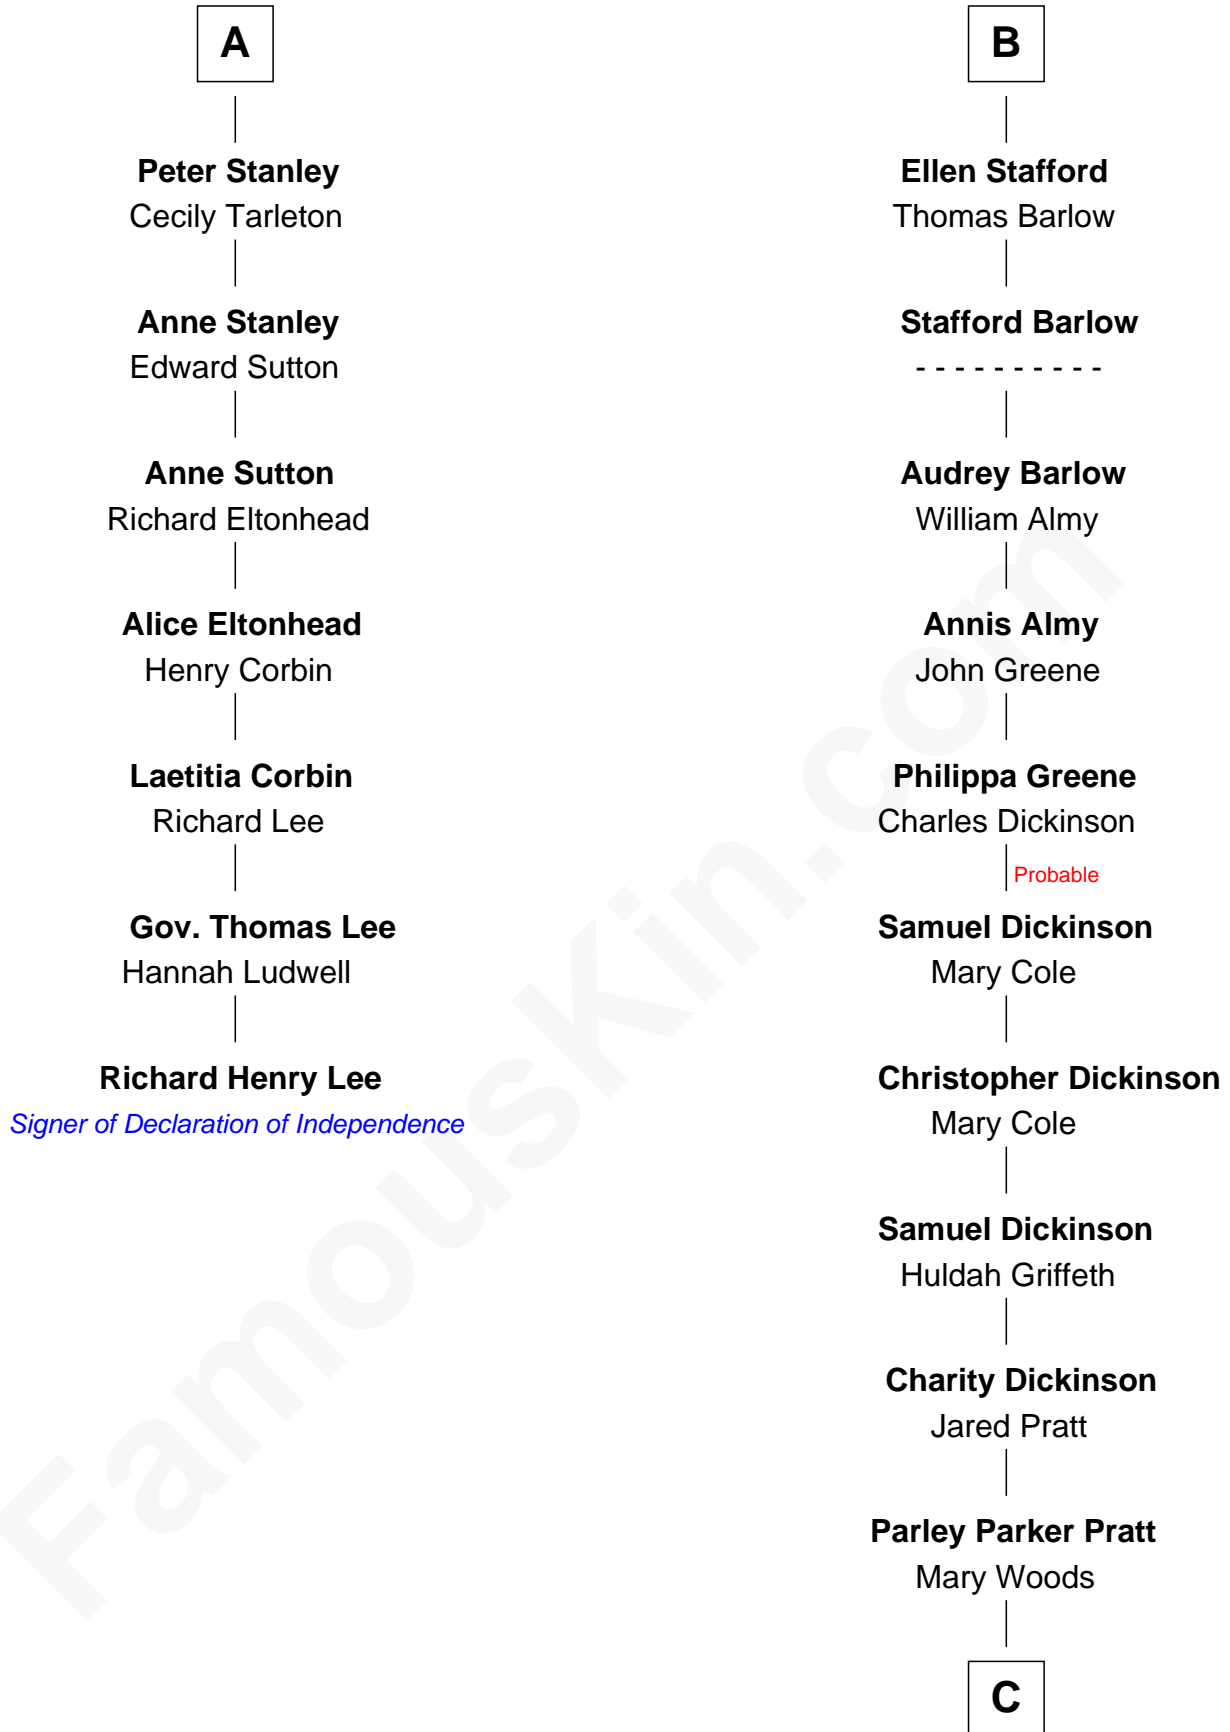 A
Peter Stanley
Cecily Tarleton
Anne Stanley
Edward Sutton
Anne Sutton
Richard Eltonhead
Alice Eltonhead
Henry Corbin
Laetitia Corbin
Richard Lee
Gov. Thomas Lee
Hannah Ludwell
Richard Henry Lee
Signer of Declaration of Independence
B
Ellen Stafford
Thomas Barlow
Stafford Barlow
- - - - - - - - - -
Audrey Barlow
William Almy
Annis Almy
John Greene
Philippa Greene
Charles Dickinson
Probable
Samuel Dickinson
Mary Cole
Christopher Dickinson
Mary Cole
Samuel Dickinson
Huldah Griffeth
Charity Dickinson
Jared Pratt
Parley Parker Pratt
Mary Woods
C
FamousKin.com